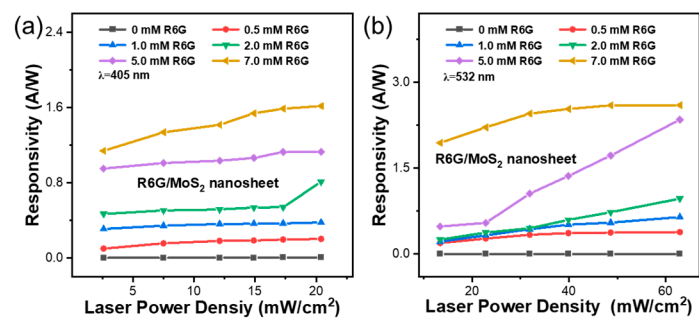 (a)
0 mM R6G
0.5 mM R6G
1.0 mM R6G
2.0 mM R6G
5.0 mM R6G
7.0 mM R6G
λ=405 nm
R6G/MoS₂ nanosheet
Responsivity (A/W)
2.4
1.6
0.8
0.0
5
10
15
20
Laser Power Densiy (mW/cm²)
(b)
0 mM R6G
0.5 mM R6G
1.0 mM R6G
2.0 mM R6G
5.0 mM R6G
7.0 mM R6G
λ=532 nm
R6G/MoS₂ nanosheet
Responsivity (A/W)
3.0
1.5
0.0
20
40
60
Laser Power Density (mW/cm²)